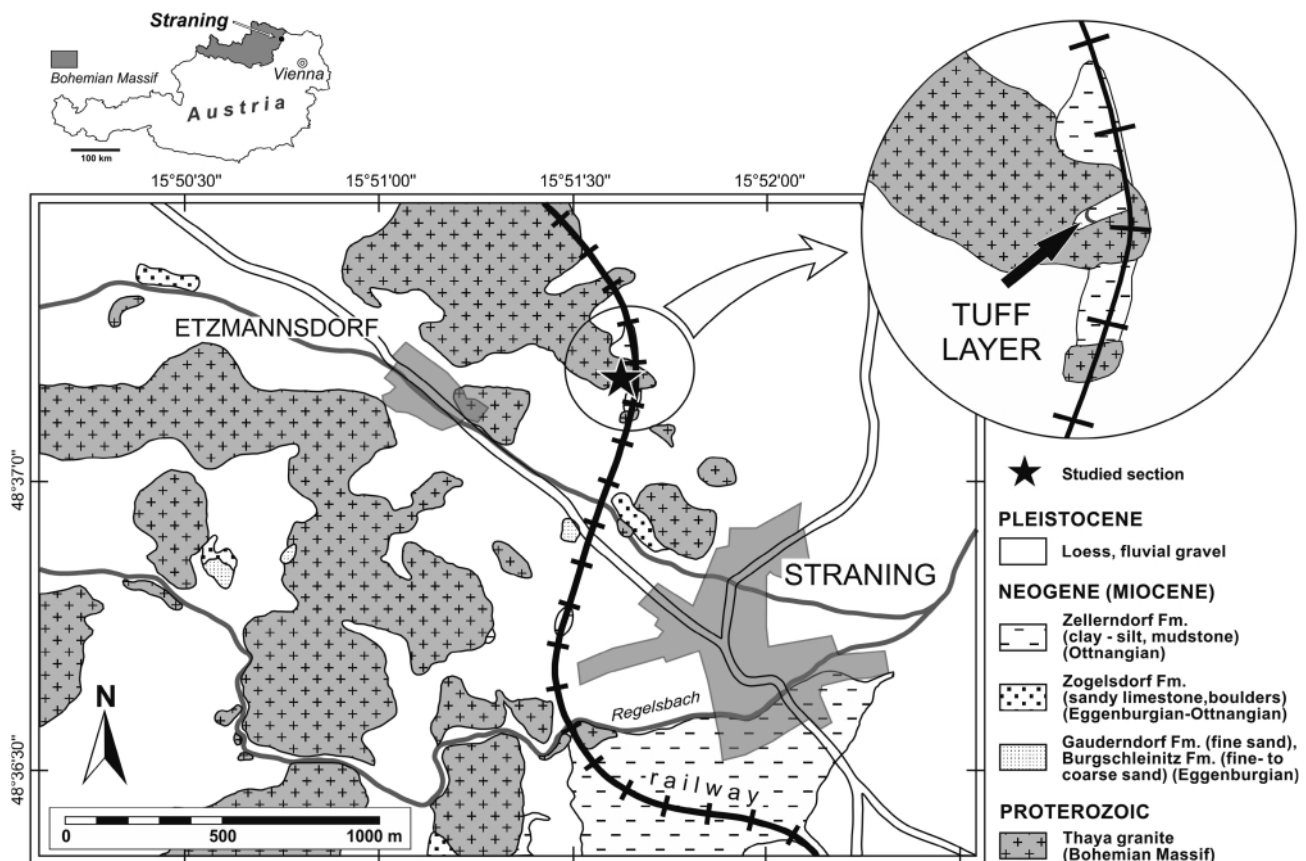 Straning
Bohemian Massif
Vienna
Austria
100 km
15°50'30"
15°51'00"
15°51'30"
15°52'00"
ETZMANNSDORF
TUFF
LAYER
48°37'0"
STRANING
N
Regelsbach
48°36'30"
railway
0
500
1000 m
Studied section
PLEISTOCENE
Loess, fluvial gravel
NEOGENE (MIOCENE)
Zellerndorf Fm.
(clay - silt, mudstone)
(Ottnangian)
Zogelsdorf Fm.
(sandy limestone,boulders)
(Eggenburgian-Ottnangian)
Gauderndorf Fm. (fine sand),
Burgschleinitz Fm. (fine- to
coarse sand) (Eggenburgian)
PROTEROZOIC
Thaya granite
(Bohemian Massif)